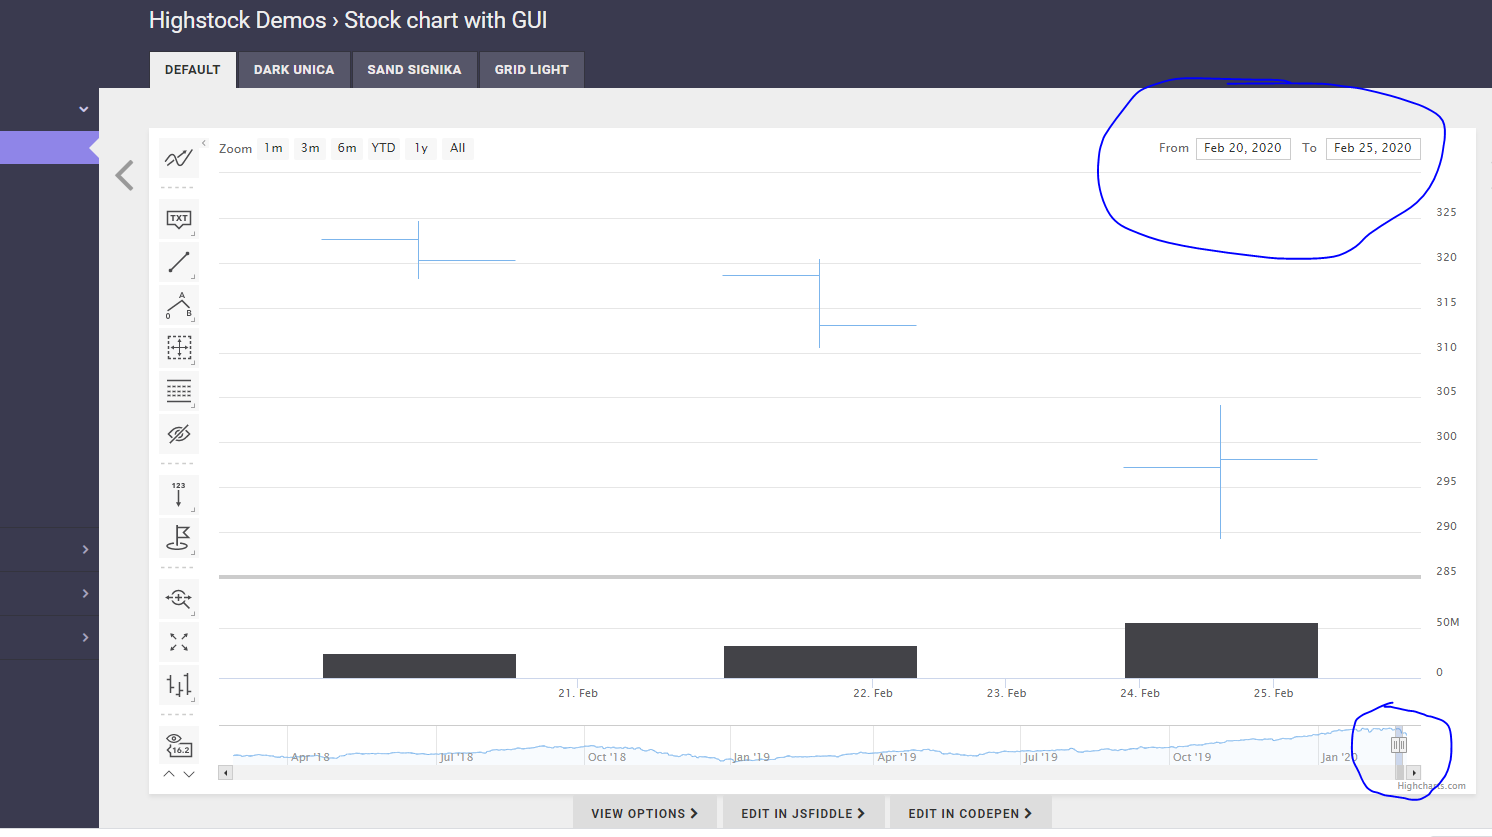 Highstock Demos › Stock chart with GUI
DEFAULT DARK UNICA SAND SIGNIKA GRID LIGHT
Zoom 1m 3m 6m YTD 1y All From Feb 20, 2020 To Feb 25, 2020
TXT
325
320
A
0 B
315
310
305
300
295
123
290
285
50M
0
21. Feb 22. Feb 23. Feb 24. Feb 25. Feb
16.2
Apr '18 Jul '18 Oct '18 Jan '19 Apr '19 Jul '19 Oct '19 Jan '20
Highcharts.com
VIEW OPTIONS EDIT IN JSFIDDLE EDIT IN CODEPEN